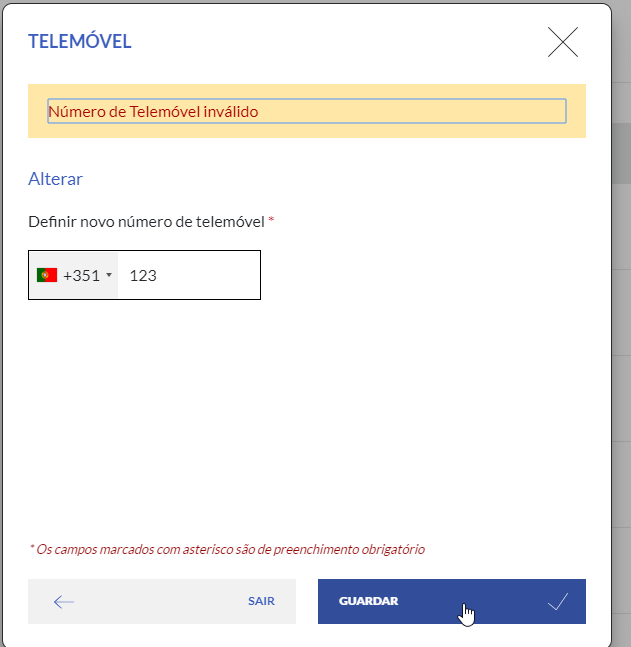 TELEMÓVEL
Número de Telemóvel inválido
Alterar
Definir novo número de telemóvel *
+351 123
* Os campos marcados com asterisco são de preenchimento obrigatório
SAIR GUARDAR